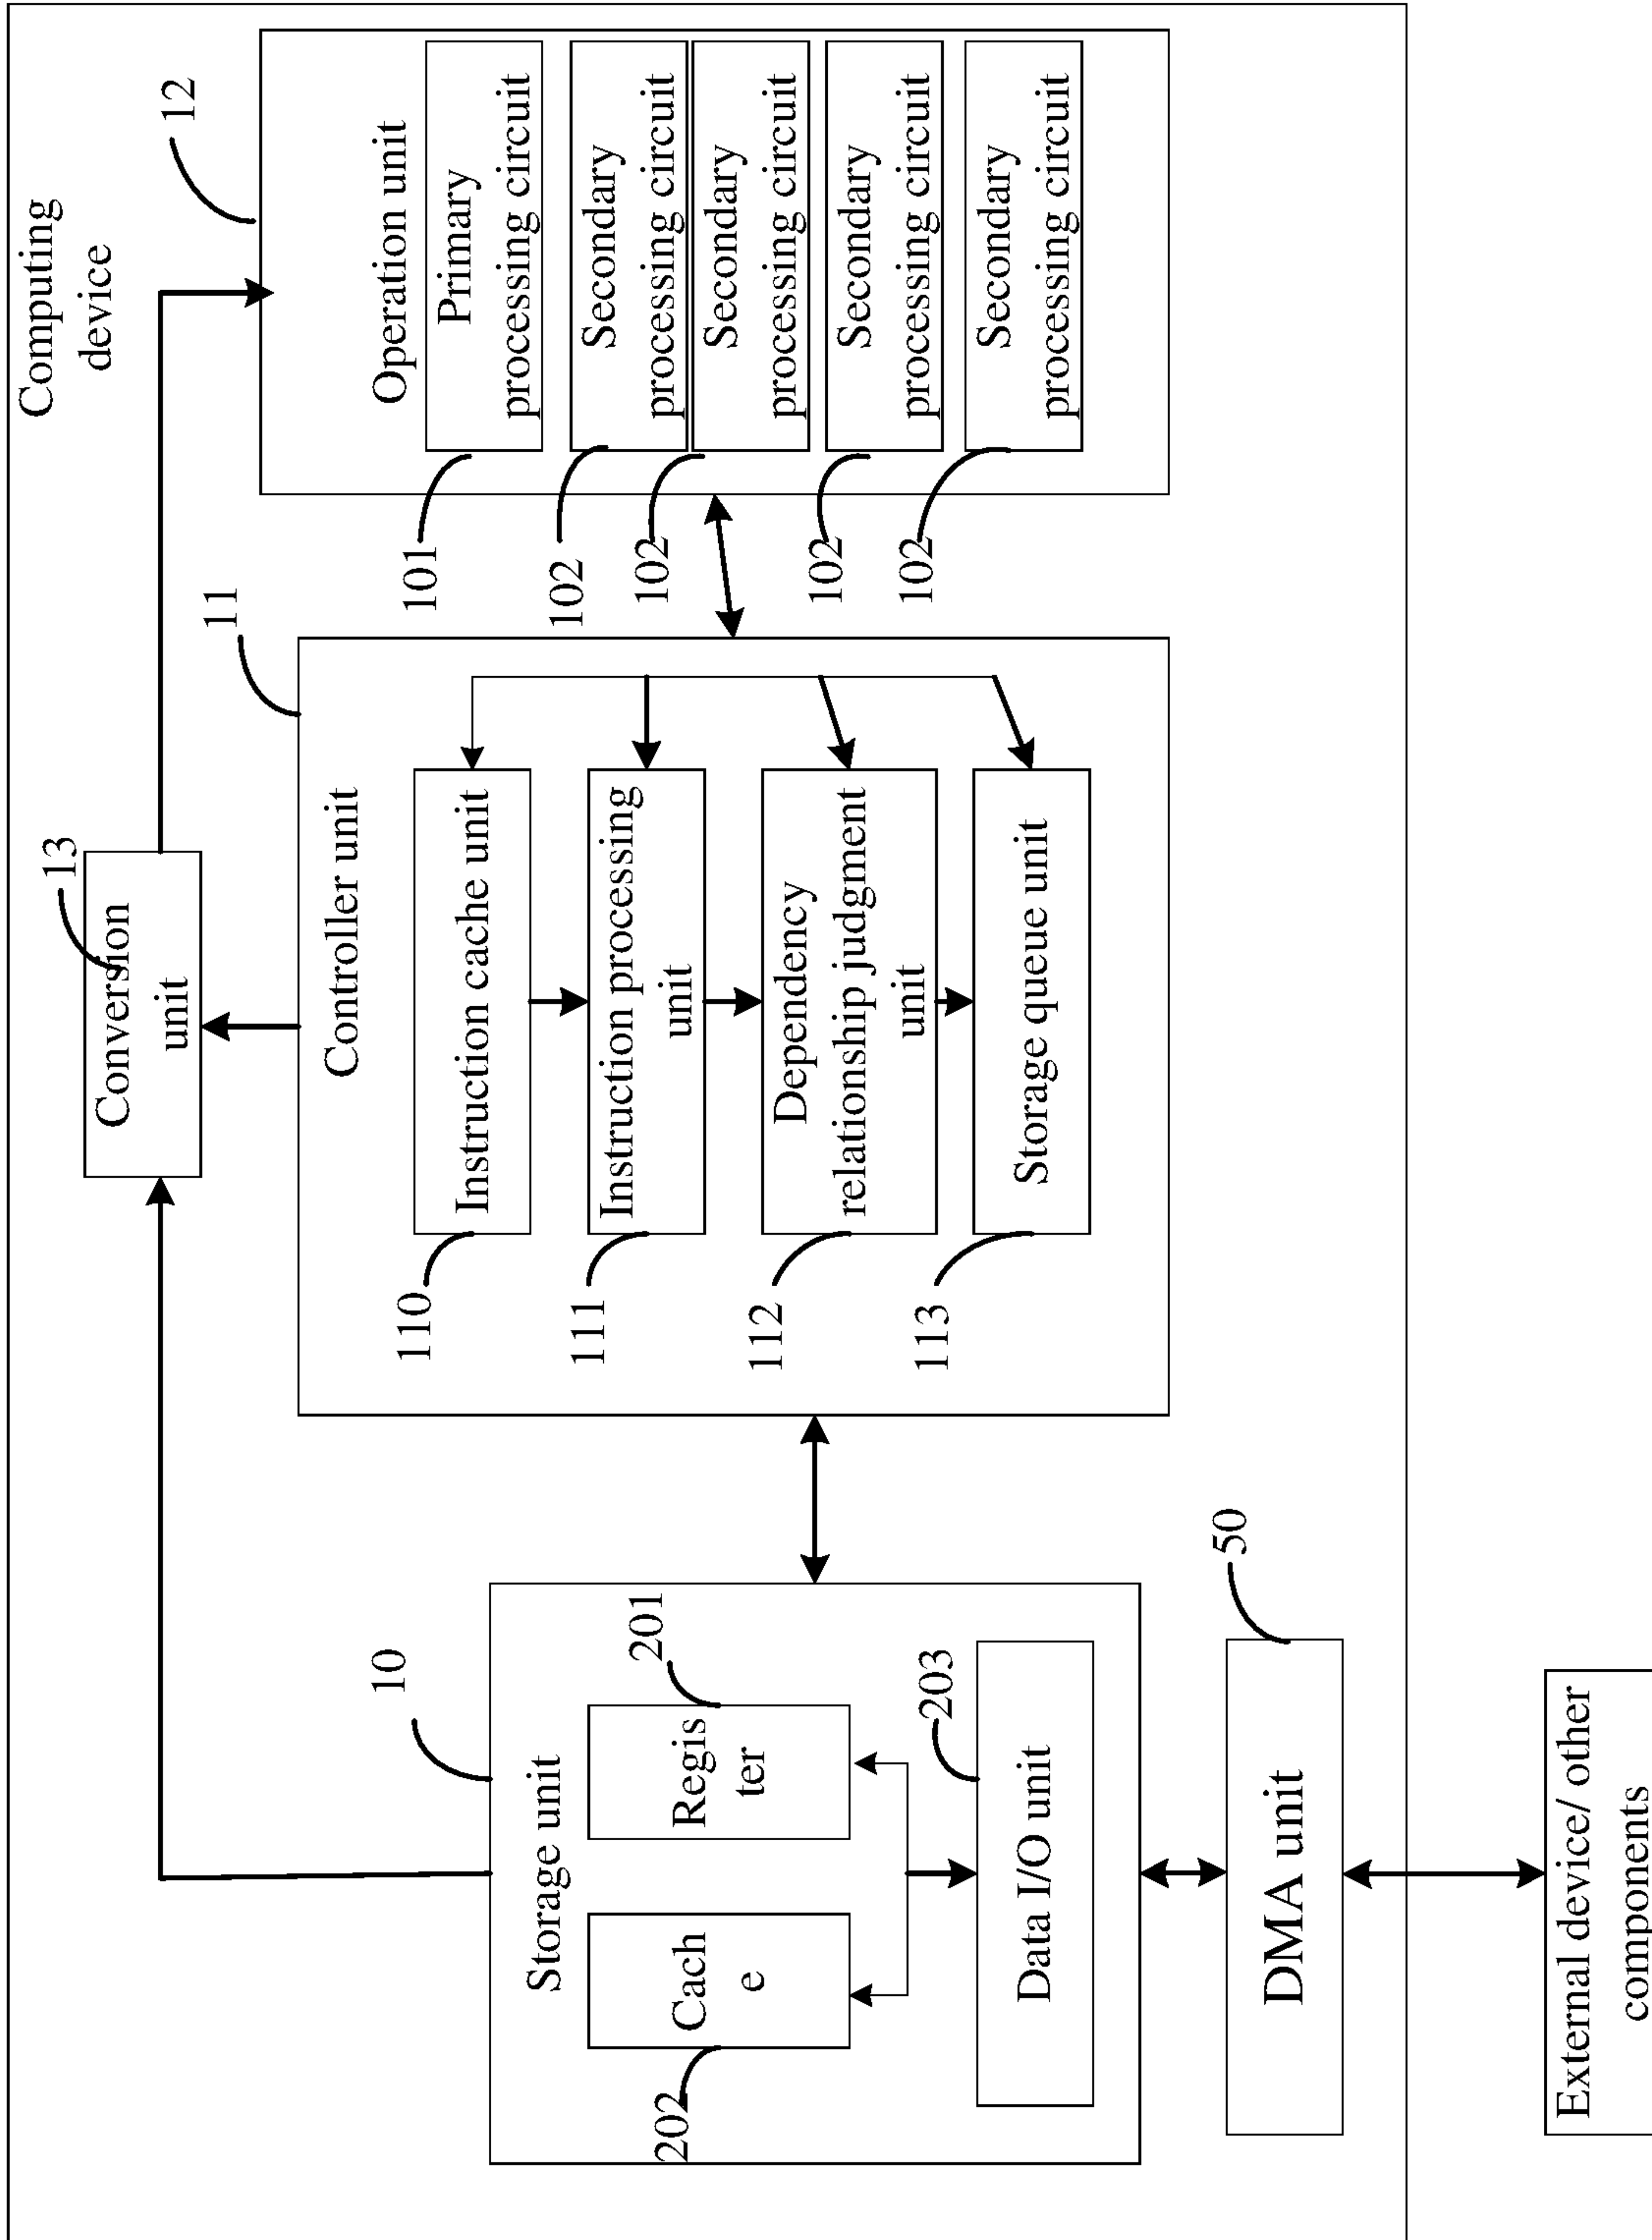 Computing
device
13
Conversion
unit
12
11
10
Storage unit
202
Cach
e
201
Regis
ter
203
Data I/O unit
Controller unit
110
Instruction cache unit
111
Instruction processing
unit
112
Dependency
relationship judgment
unit
113
Storage queue unit
Operation unit
101
Primary
processing circuit
102
Secondary
processing circuit
102
Secondary
processing circuit
102
Secondary
processing circuit
102
Secondary
processing circuit
50
DMA unit
External device/ other
components